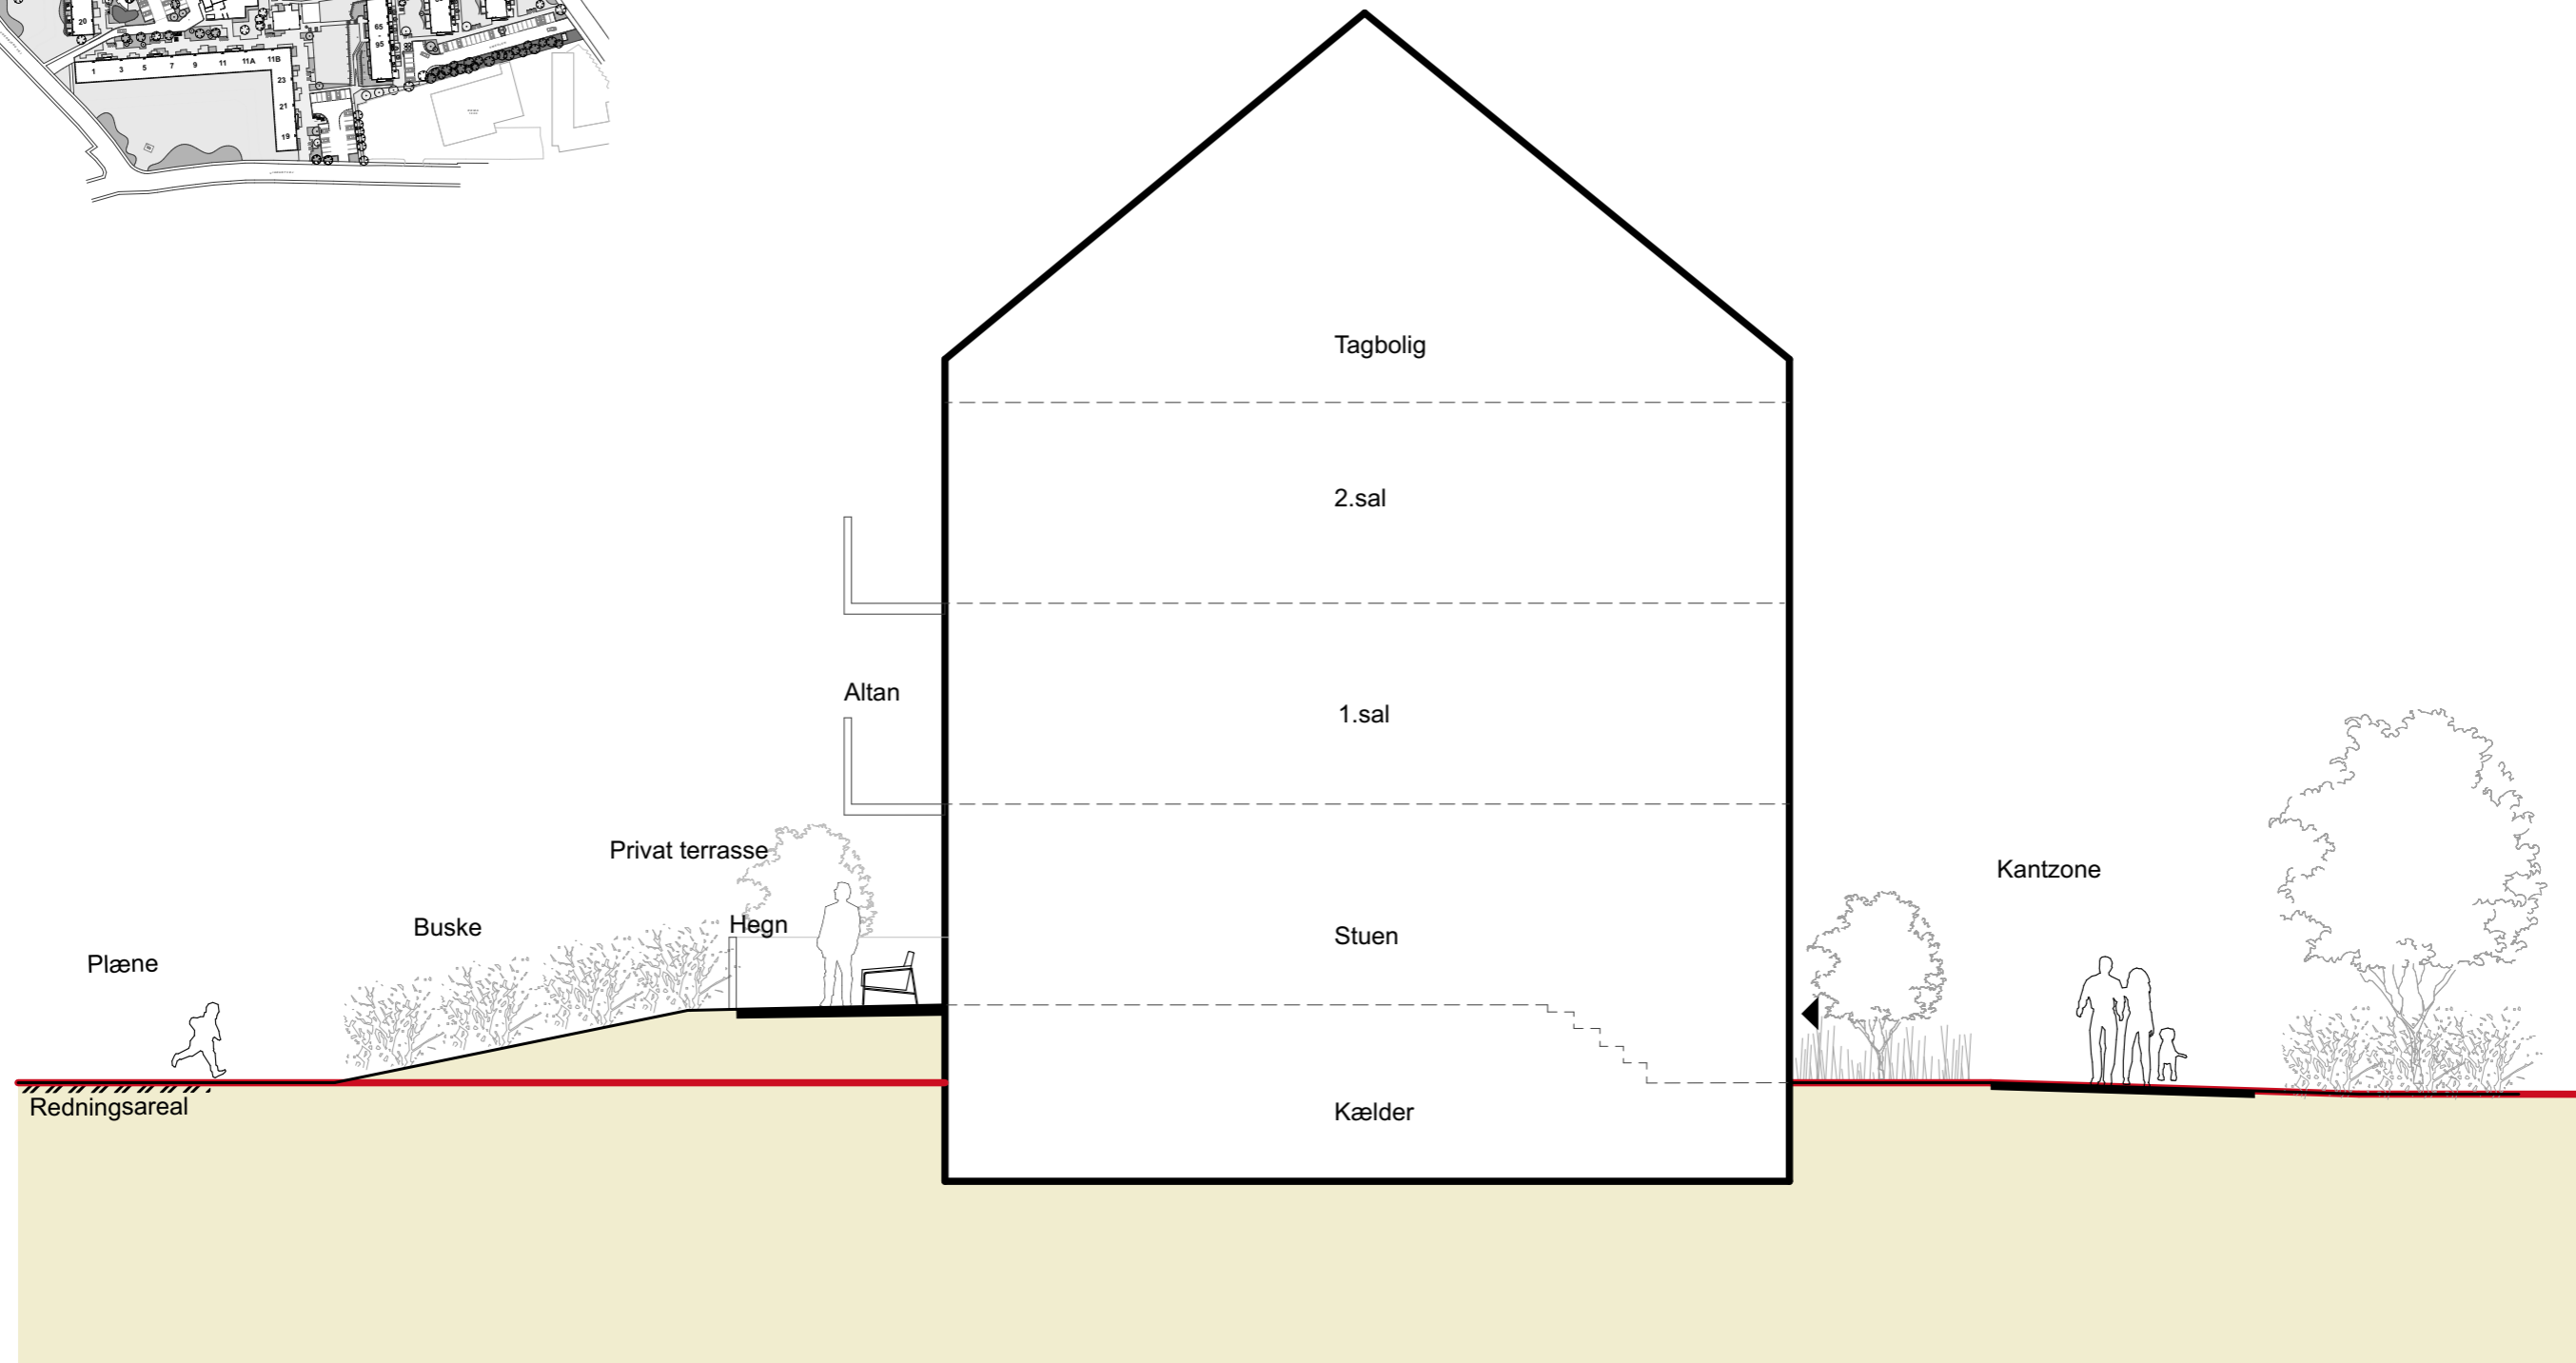 20
65
-
95
1 3 5 7 9 11 11A 11B
23
21
19
Tagbolig
2.sal
Altan
1.sal
Privat terrasse
Kantzone
Hegn
Buske
Stuen
Plæne
Redningsareal
Kælder